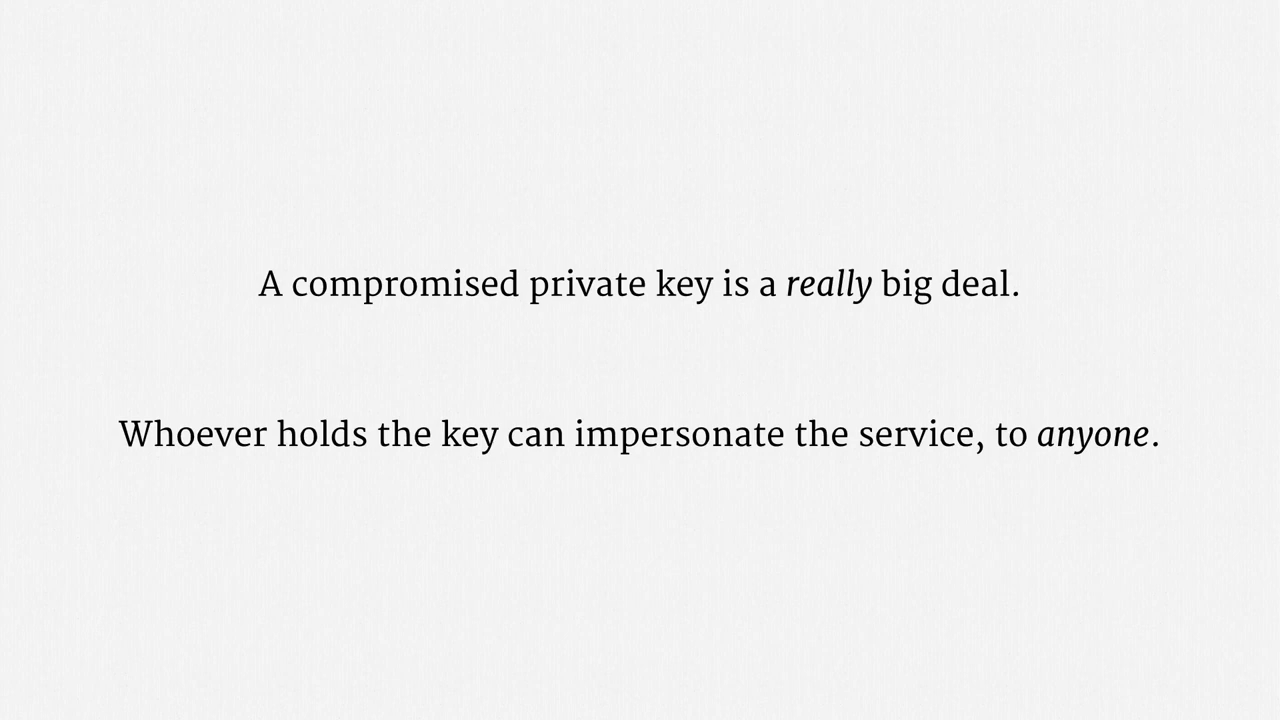 A compromised private key is a really big deal.
Whoever holds the key can impersonate the service, to anyone.